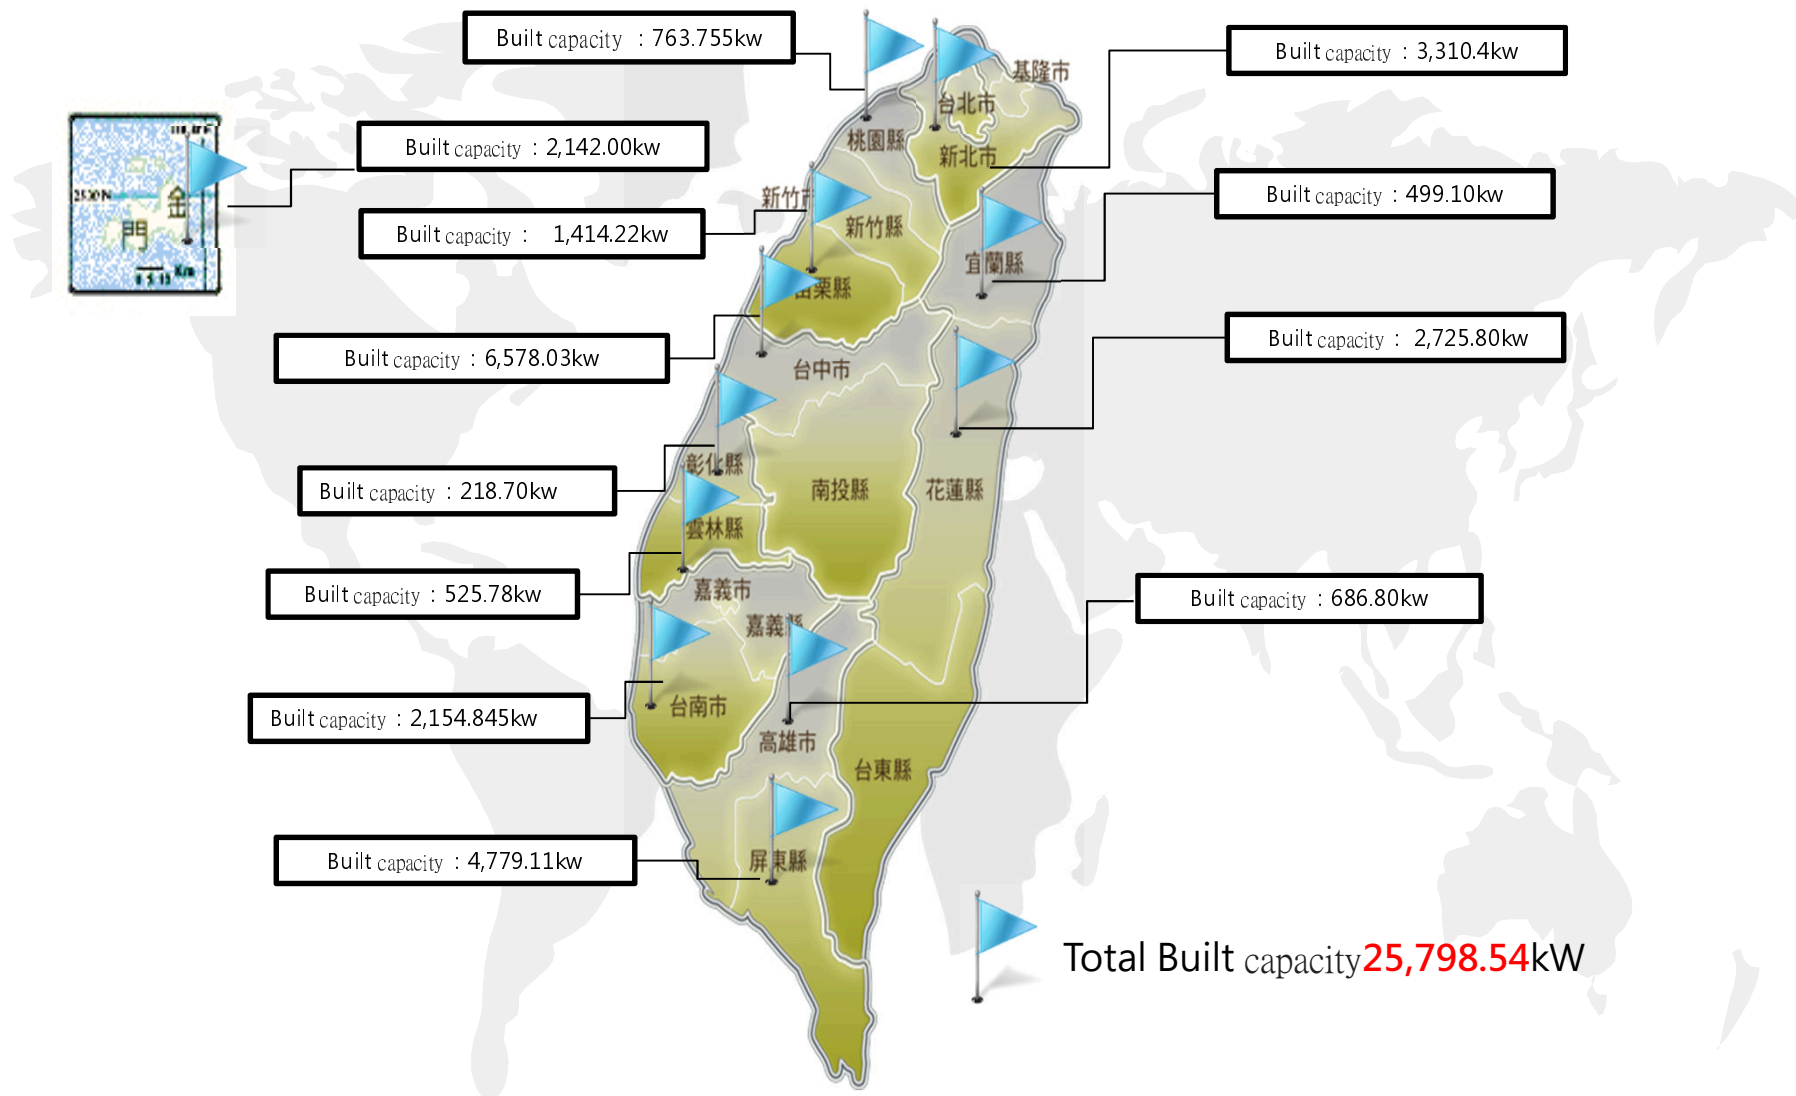 Built capacity : 763.755kw
Built capacity : 3,310.4kw
基隆市
台北市
Built capacity : 2,142.00kw
桃園縣
新北市
25
金
門
Km
Built capacity : 499.10kw
新竹
Built capacity : 1,414.22kw
新竹縣
宜蘭縣
栗縣
Built capacity : 2,725.80kw
Built capacity : 6,578.03kw
台中市
彰化縣
Built capacity : 218.70kw
南投縣
花蓮縣
雲林縣
Built capacity : 525.78kw
嘉義市
Built capacity : 686.80kw
嘉義縣
Built capacity : 2,154.845kw
台南市
高雄市
台東縣
Built capacity : 4,779.11kw
屏東縣
Total Built capacity25,798.54kW